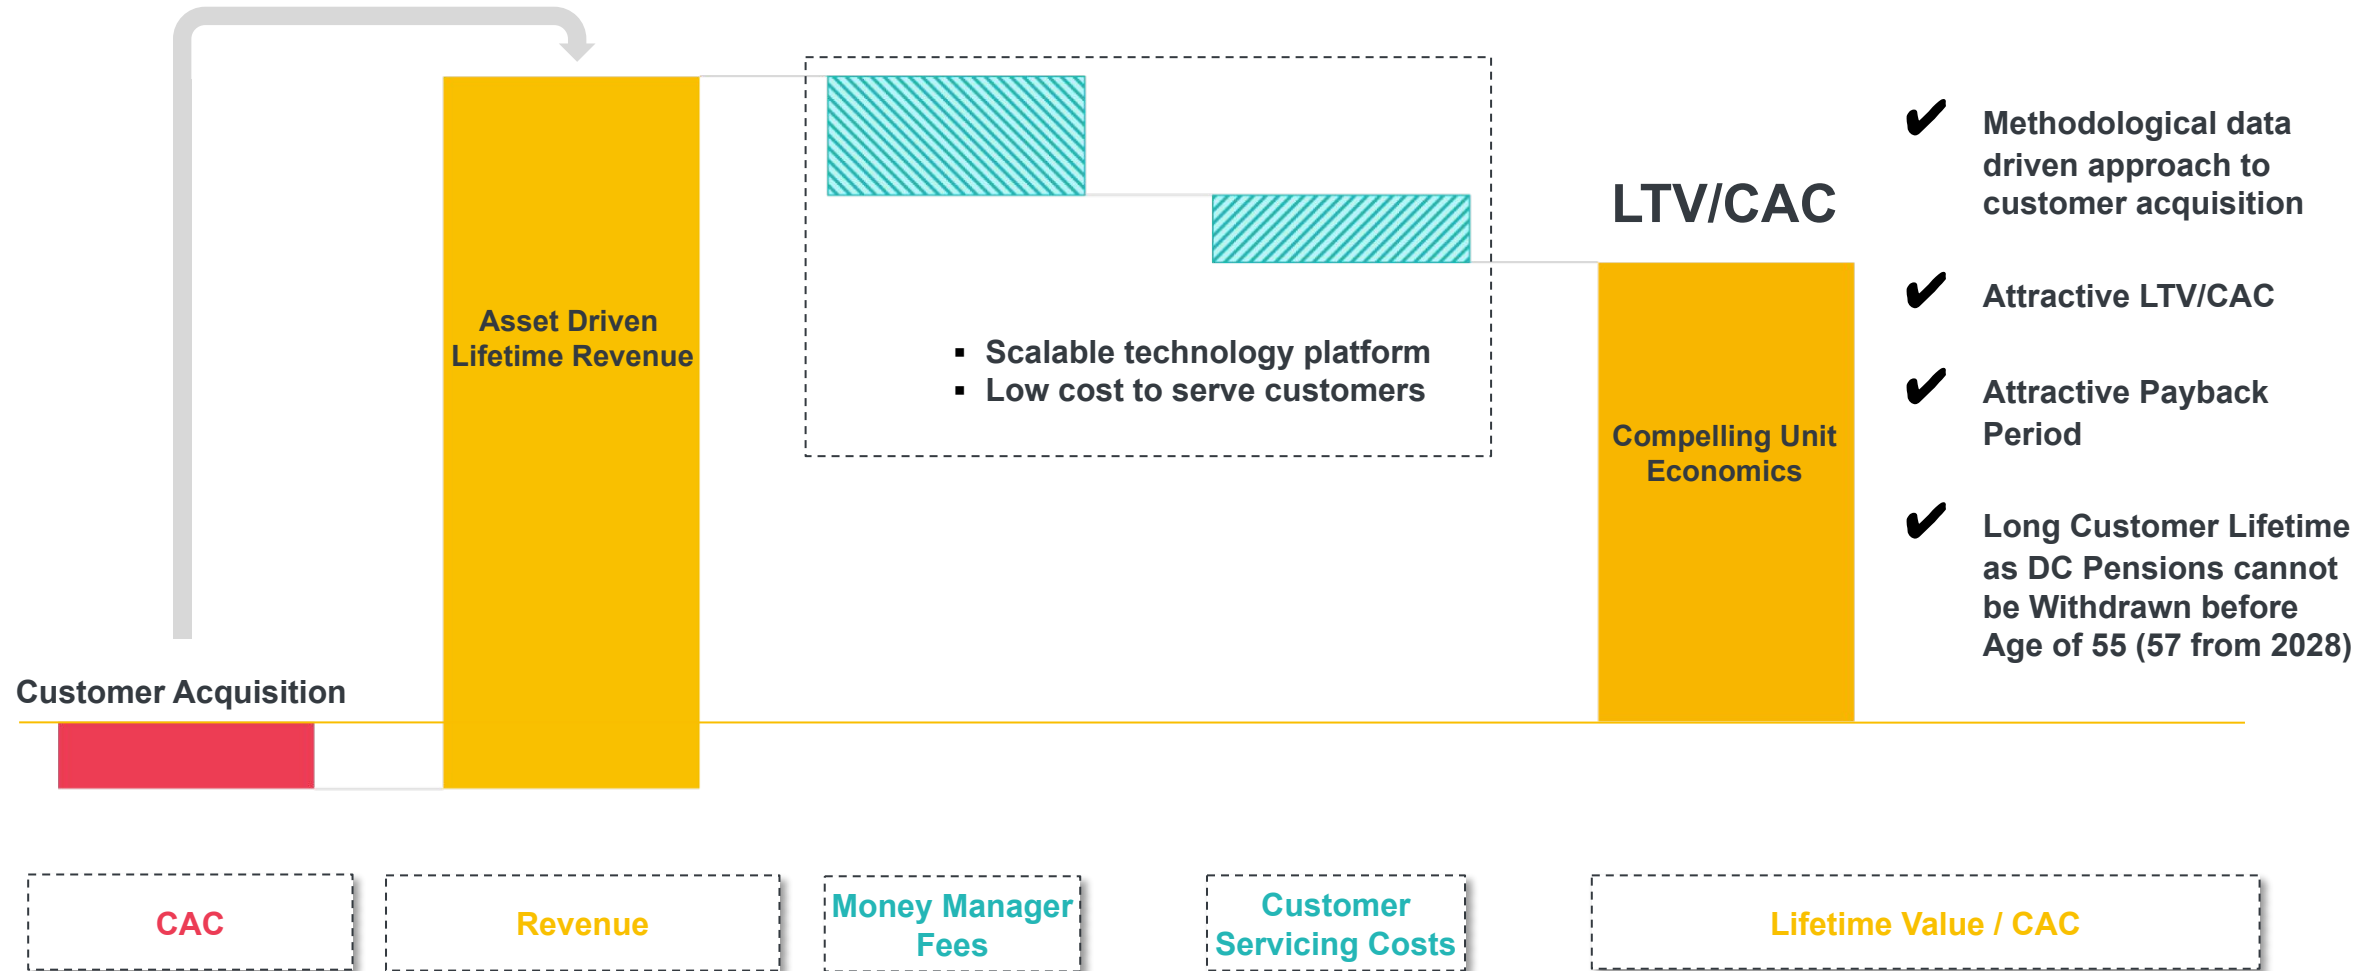 Customer Acquisition
Asset Driven
Lifetime Revenue
▪ Scalable technology platform
▪ Low cost to serve customers
LTV/CAC
Compelling Unit
Economics
✔ Methodological data
driven approach to
customer acquisition
✔ Attractive LTV/CAC
✔ Attractive Payback
Period
✔ Long Customer Lifetime
as DC Pensions cannot
be Withdrawn before
Age of 55 (57 from 2028)
CAC
Revenue
Money Manager
Fees
Customer
Servicing Costs
Lifetime Value / CAC